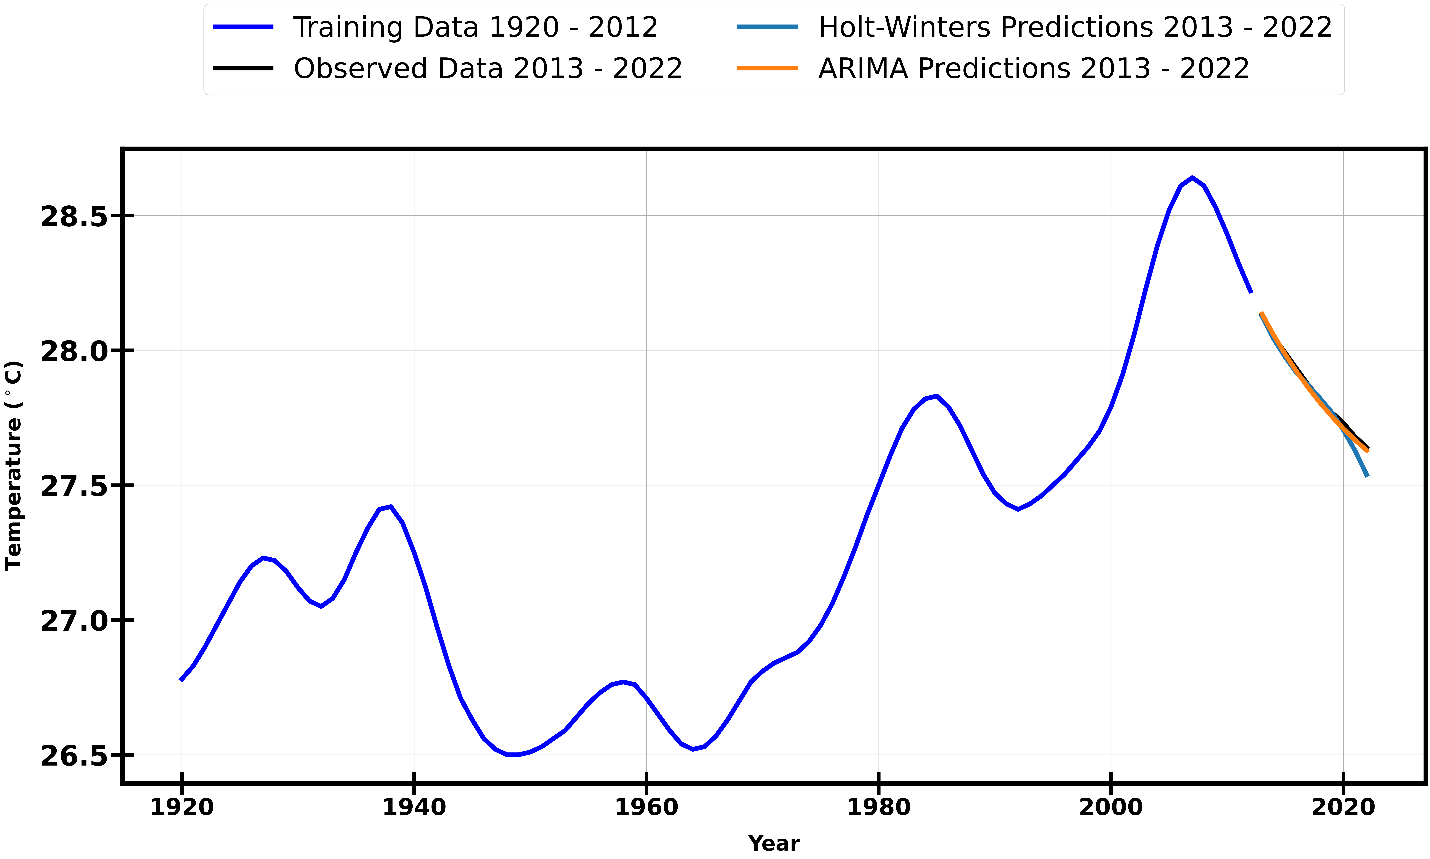 Training Data 1920 - 2012
Observed Data 2013 - 2022
Holt-Winters Predictions 2013 - 2022
ARIMA Predictions 2013 - 2022
28.5
28.0
27.5
27.0
26.5
Temperature (°C)
1920 1940 1960 1980 2000 2020
Year